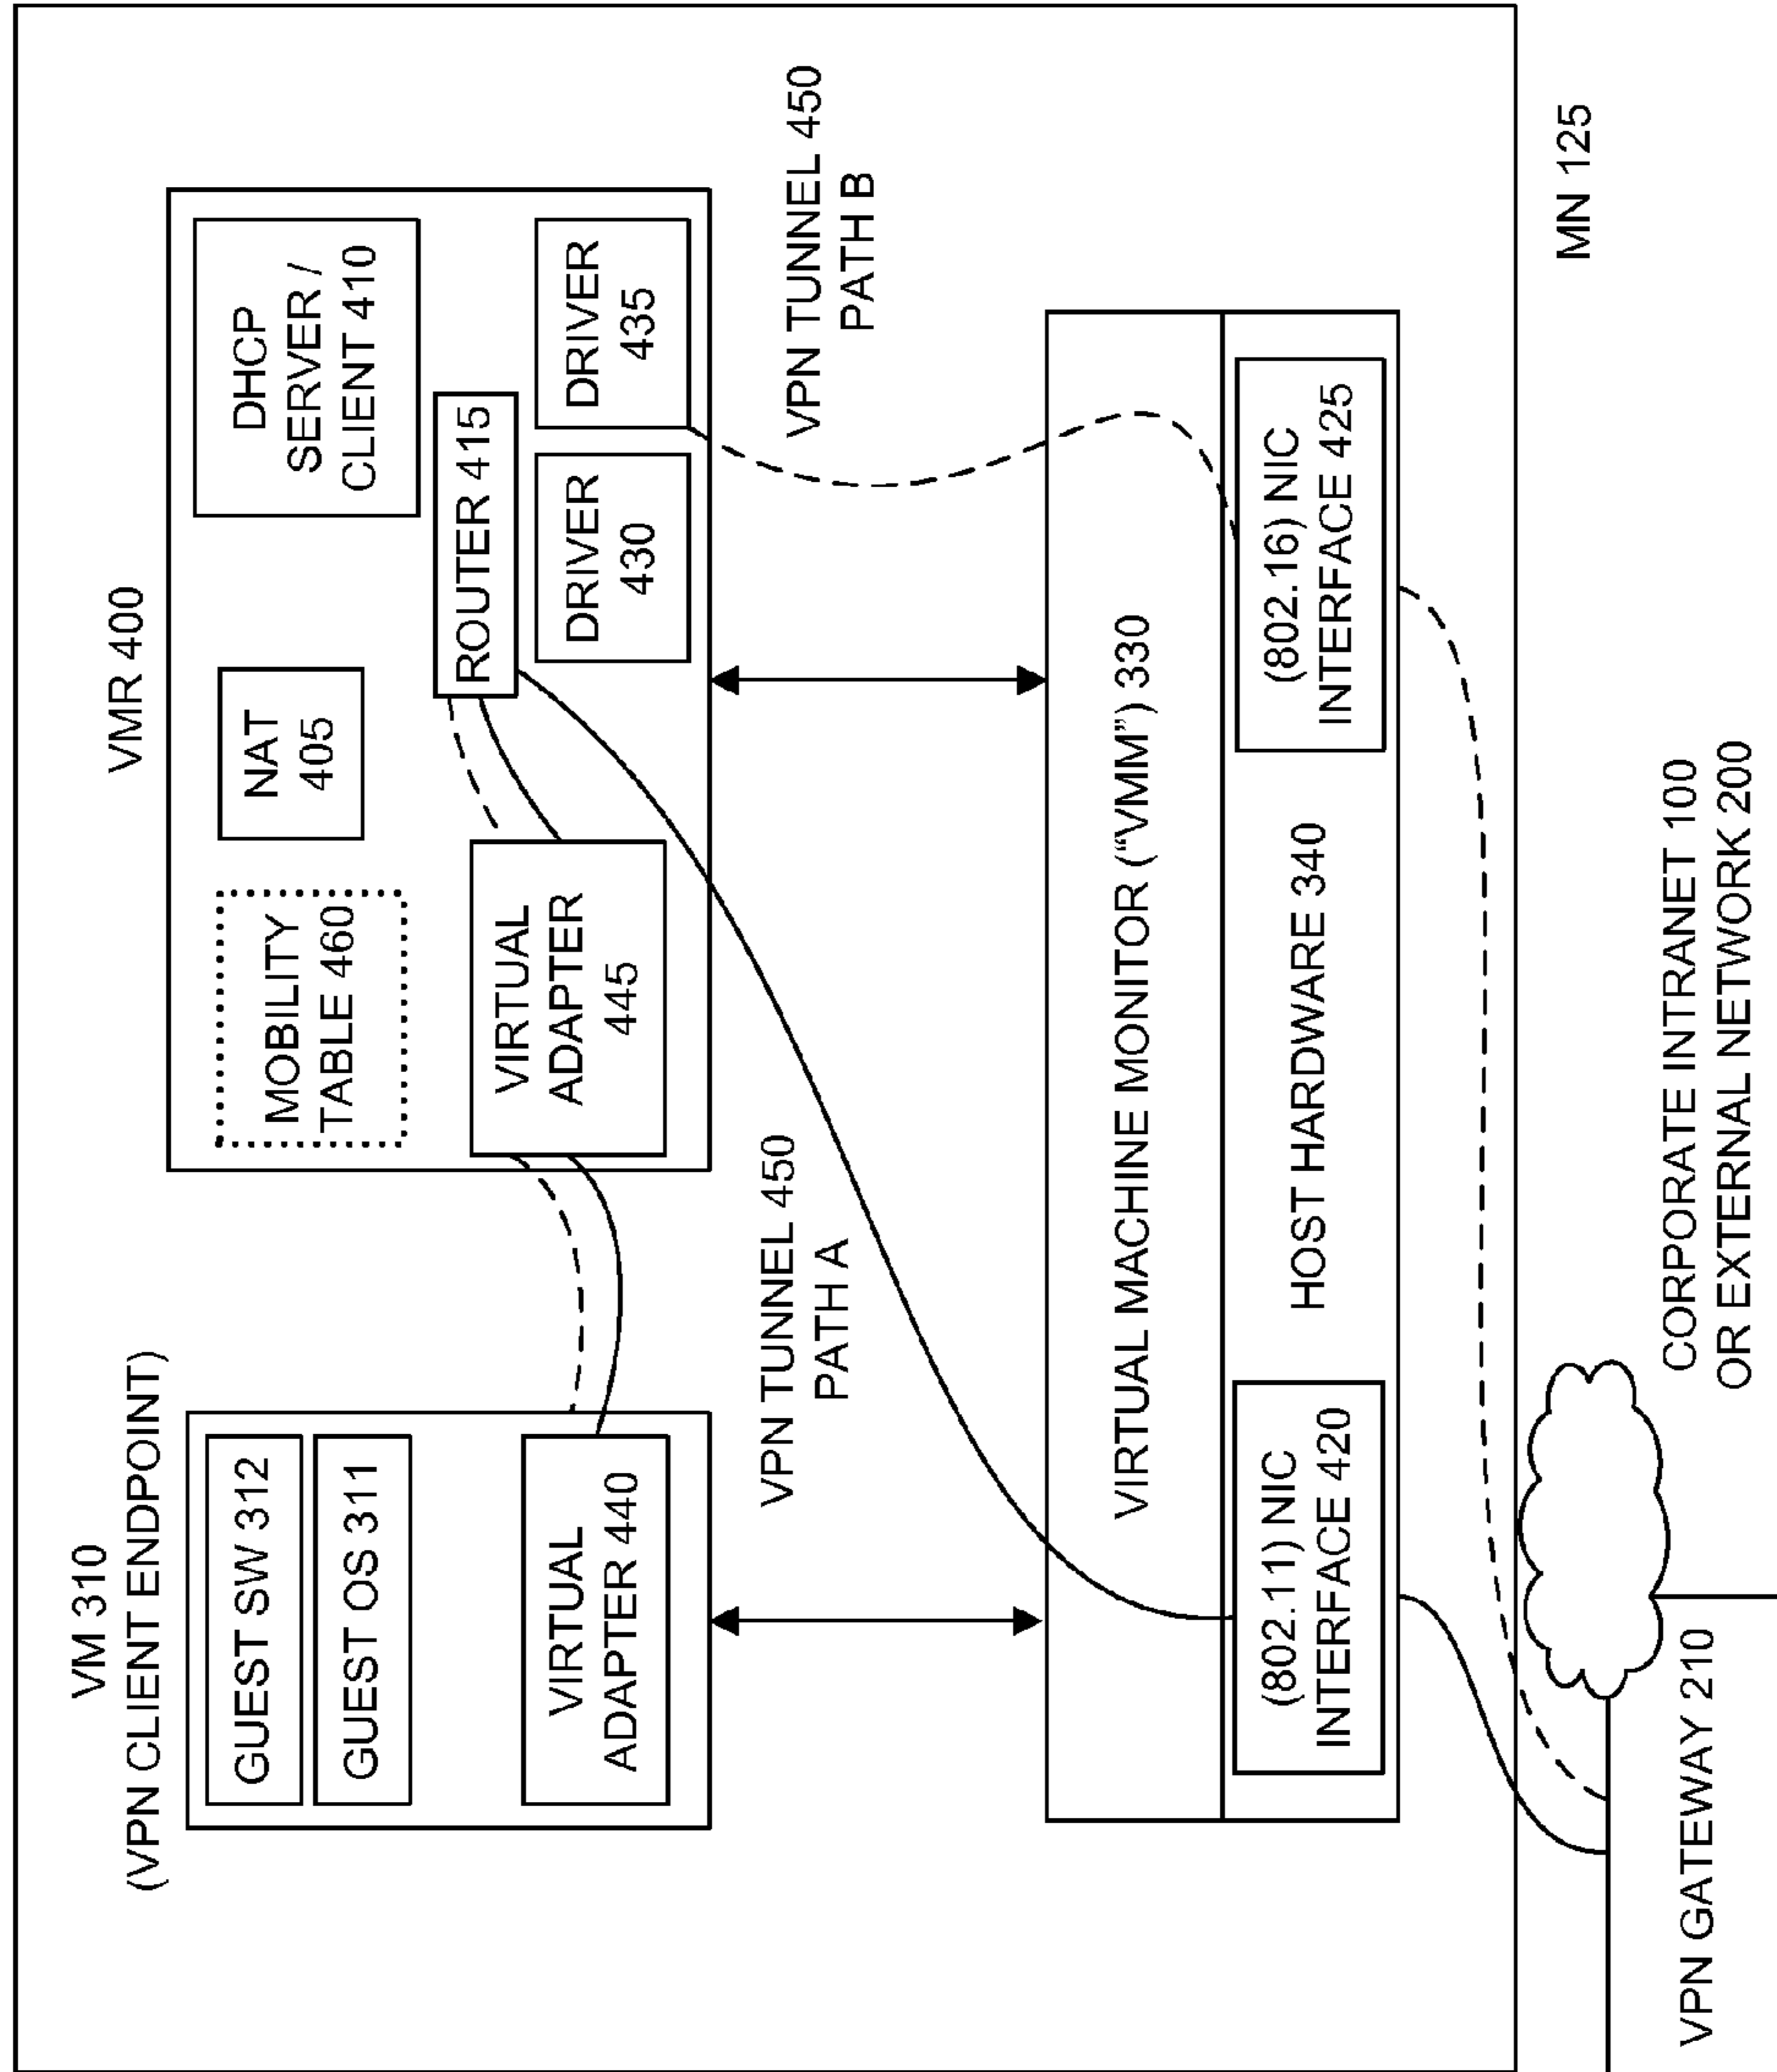 VM 310
(VPN CLIENT ENDPOINT)
GUEST SW 312
GUEST OS 311
VIRTUAL
ADAPTER 440
VMR 400
MOBILITY
TABLE 460
NAT
405
DHCP
SERVER /
CLIENT 410
VIRTUAL
ADAPTER
445
ROUTER 415
DRIVER
430
DRIVER
435
VPN TUNNEL 450
PATH A
VPN TUNNEL 450
PATH B
VIRTUAL MACHINE MONITOR (“VMM”) 330
(802.11) NIC
INTERFACE 420
HOST HARDWARE 340
(802.16) NIC
INTERFACE 425
MN 125
CORPORATE INTRANET 100
OR EXTERNAL NETWORK 200
VPN GATEWAY 210